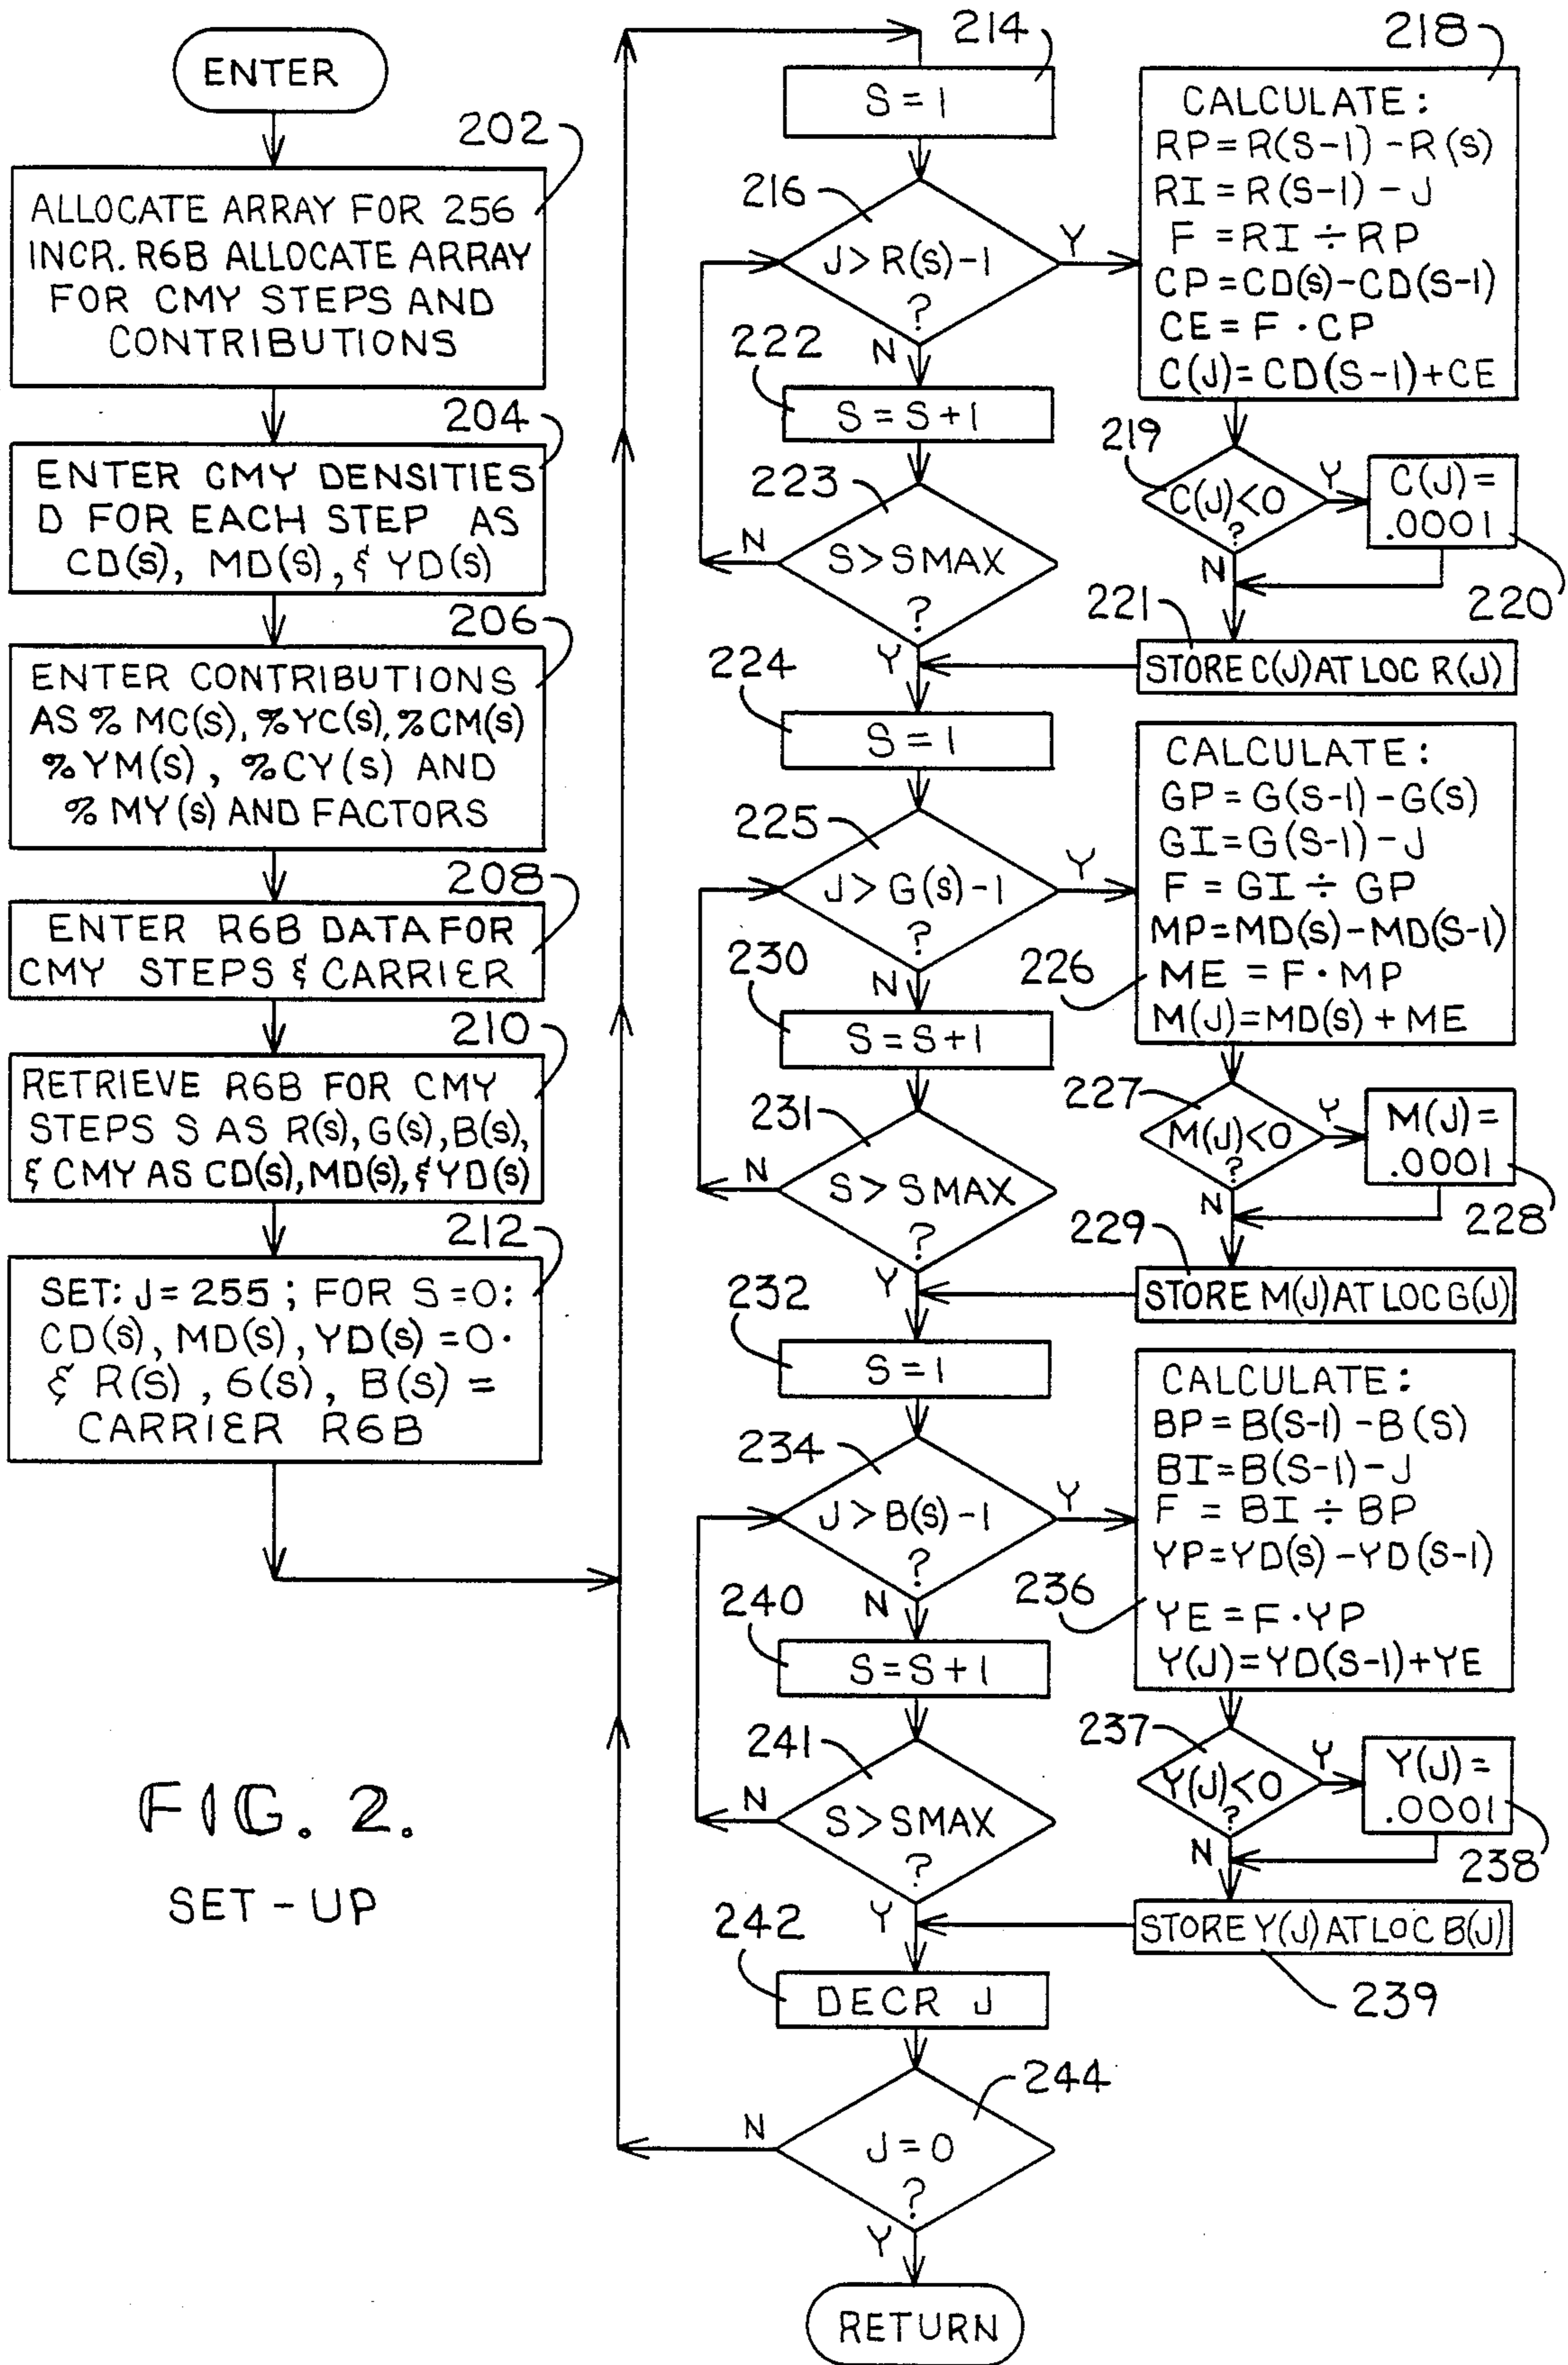 ENTER
202
ALLOCATE ARRAY FOR 256
INCR. RGB ALLOCATE ARRAY
FOR CMY STEPS AND
CONTRIBUTIONS
204
ENTER CMY DENSITIES
D FOR EACH STEP AS
CD(S), MD(S), & YD(S)
206
ENTER CONTRIBUTIONS
AS % MC(S), %YC(S), %CM(S)
%YM(S), %CY(S) AND
% MY(S) AND FACTORS
208
ENTER RGB DATA FOR
CMY STEPS & CARRIER
210
RETRIEVE RGB FOR CMY
STEPS S AS R(S), G(S), B(S),
& CMY AS CD(S), MD(S), & YD(S)
212
SET: J = 255 ; FOR S = 0:
CD(S), MD(S), YD(S) = 0.
& R(S), G(S), B(S) =
CARRIER RGB
FIG. 2.
SET-UP
214
S = 1
216
J > R(S)-1
?
Y
N
222
S = S + 1
223
S > SMAX
?
N
Y
218
CALCULATE:
RP = R(S-1) - R(S)
RI = R(S-1) - J
F = RI ÷ RP
CP = CD(S) - CD(S-1)
CE = F · CP
C(J) = CD(S-1) + CE
219
C(J) < 0
?
Y
N
C(J) =
.0001
220
221
STORE C(J) AT LOC R(J)
224
S = 1
225
J > G(S)-1
?
Y
N
230
S = S + 1
231
S > SMAX
?
N
Y
CALCULATE:
GP = G(S-1) - G(S)
GI = G(S-1) - J
F = GI ÷ GP
MP = MD(S) - MD(S-1)
226
ME = F · MP
M(J) = MD(S) + ME
227
M(J) < 0
?
Y
N
M(J) =
.0001
228
229
STORE M(J) AT LOC G(J)
232
S = 1
234
J > B(S)-1
?
Y
N
240
S = S + 1
241
S > SMAX
?
N
Y
CALCULATE:
BP = B(S-1) - B(S)
BI = B(S-1) - J
F = BI ÷ BP
YP = YD(S) - YD(S-1)
236
YE = F · YP
Y(J) = YD(S-1) + YE
237
Y(J) < 0
?
Y
N
Y(J) =
.0001
238
STORE Y(J) AT LOC B(J)
239
242
DECR J
244
J = 0
?
N
Y
RETURN